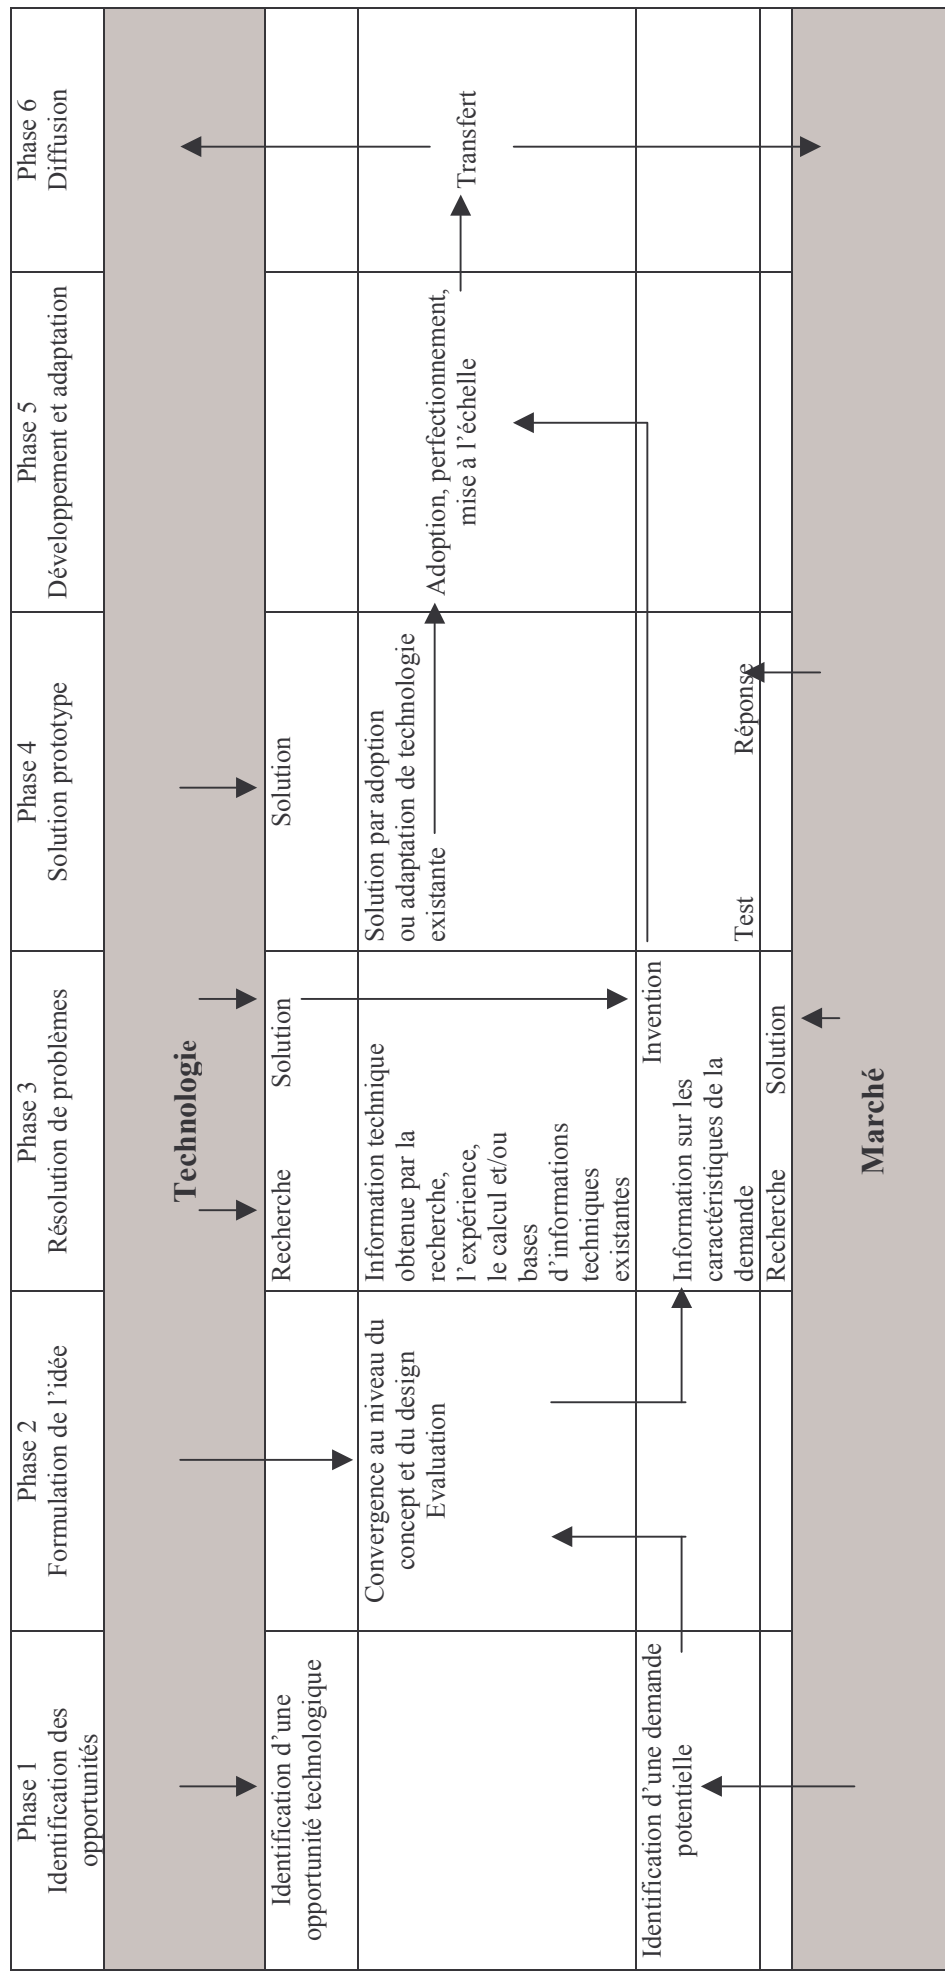 Phase 1
Identification des
opportunités
Phase 2
Formulation de l'idée
Phase 3
Résolution de problèmes
Phase 4
Solution prototype
Phase 5
Développement et adaptation
Phase 6
Diffusion
Technologie
Identification d'une
opportunité technologique
Recherche
Solution
Solution
Convergence au niveau du
concept et du design
Evaluation
Information technique
obtenue par la
recherche,
l'expérience,
le calcul et/ou
bases
d'informations
techniques
existantes
Solution par adoption
ou adaptation de technologie
existante
Adoption, perfectionnement,
mise à l'échelle
Transfert
Identification d'une demande
potentielle
Invention
Information sur les
caractéristiques de la
demande
Test
Réponse
Recherche
Solution
Marché